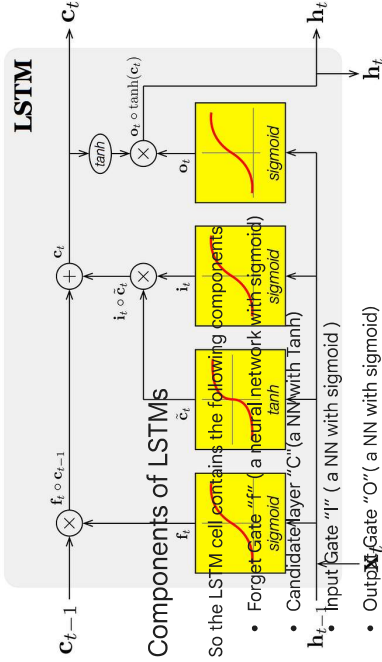 LSTM
c_{t-1}
c_t
f_t ∘ c_{t-1}
c_t
tanh
i_t ∘ c̃_t
o_t ∘ tanh(c_t)
f_t
c̃_t
i_t
o_t
sigmoid
tanh
sigmoid
sigmoid
h_{t-1}
h_t
x_t
h_t
Components of LSTMs
So the LSTM cell contains the following components
• Forget Gate “f” ( a neural network with sigmoid)
• Candidate layer “C"(a NN with Tanh)
• Input Gate “I” ( a NN with sigmoid )
• Output Gate “O”( a NN with sigmoid)